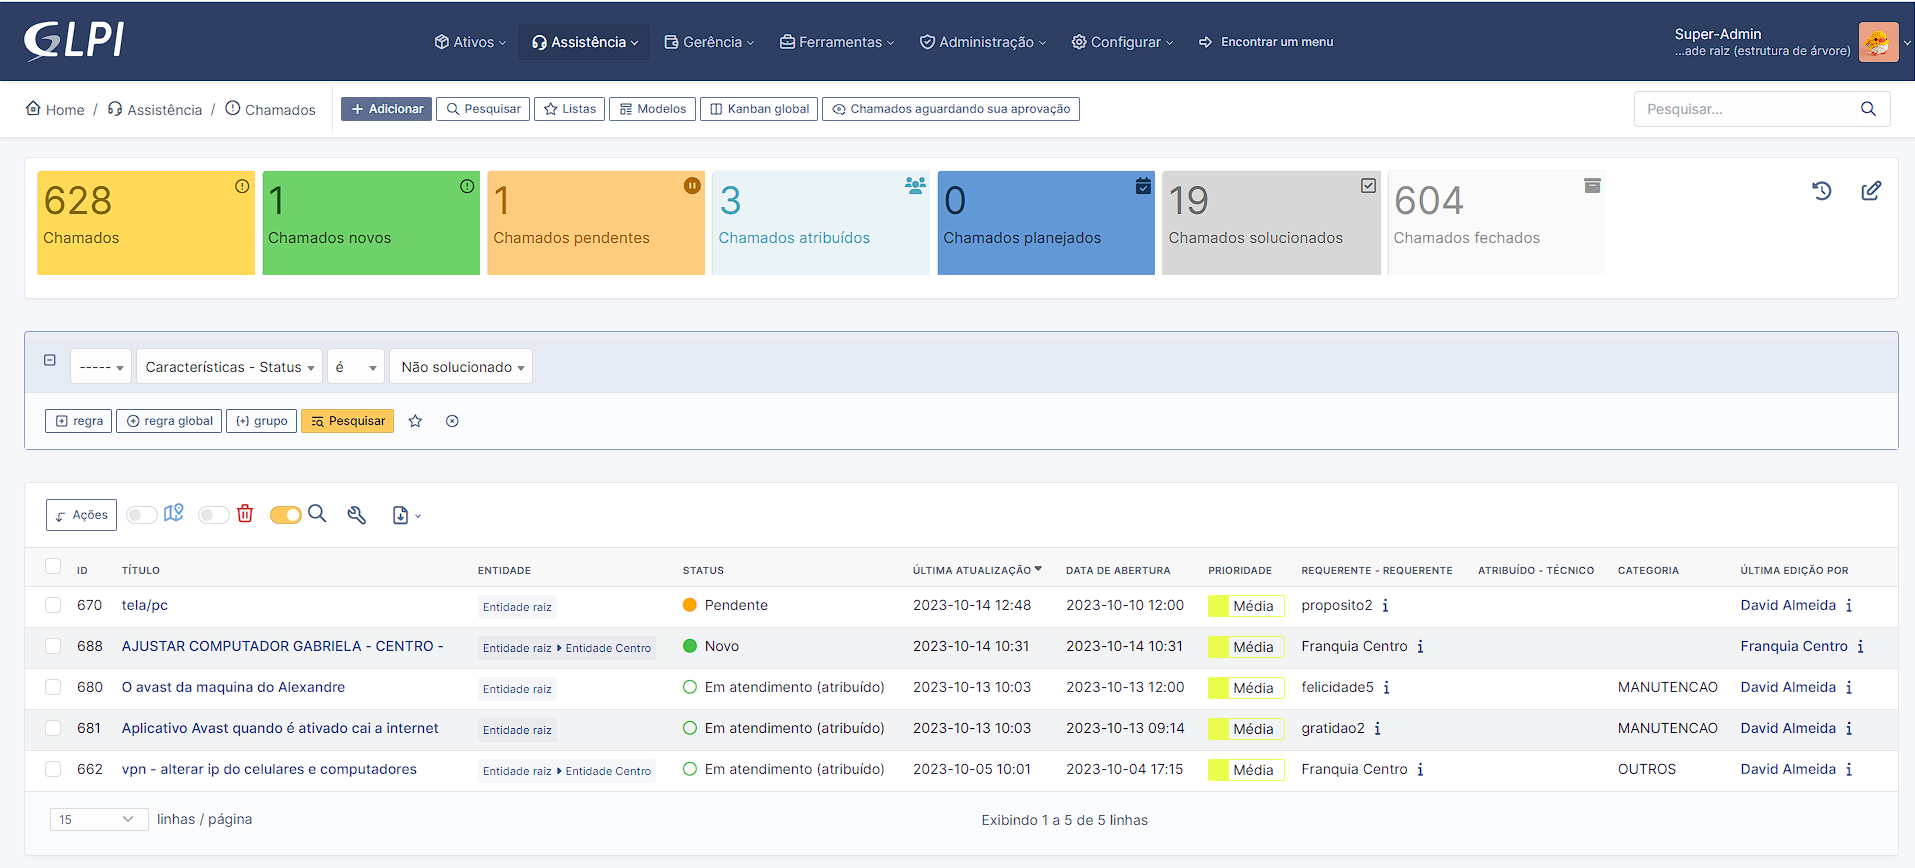 GLPI
Ativos
Assistência
Gerência
Ferramentas
Administração
Configurar
Encontrar um menu
Super-Admin
...ade raiz (estrutura de árvore)
Home / Assistência / Chamados
+ Adicionar
Pesquisar
Listas
Modelos
Kanban global
Chamados aguardando sua aprovação
Pesquisar...
628
Chamados
1
Chamados novos
1
Chamados pendentes
3
Chamados atribuídos
0
Chamados planejados
19
Chamados solucionados
604
Chamados fechados
----- Características - Status é Não solucionado
regra
regra global
{+} grupo
Pesquisar
Ações
ID TÍTULO ENTIDADE STATUS ÚLTIMA ATUALIZAÇÃO DATA DE ABERTURA PRIORIDADE REQUERENTE - REQUERENTE ATRIBUÍDO - TÉCNICO CATEGORIA ÚLTIMA EDIÇÃO POR
670 tela/pc Entidade raiz Pendente 2023-10-14 12:48 2023-10-10 12:00 Média proposito2 i David Almeida i
688 AJUSTAR COMPUTADOR GABRIELA - CENTRO - Entidade raiz Entidade Centro Novo 2023-10-14 10:31 2023-10-14 10:31 Média Franquia Centro i Franquia Centro i
680 O avast da maquina do Alexandre Entidade raiz Em atendimento (atribuído) 2023-10-13 10:03 2023-10-13 12:00 Média felicidade5 i MANUTENCAO David Almeida i
681 Aplicativo Avast quando é ativado cai a internet Entidade raiz Em atendimento (atribuído) 2023-10-13 10:03 2023-10-13 09:14 Média gratidao2 i MANUTENCAO David Almeida i
662 vpn - alterar ip do celulares e computadores Entidade raiz Entidade Centro Em atendimento (atribuído) 2023-10-05 10:01 2023-10-04 17:15 Média Franquia Centro i OUTROS David Almeida i
15 linhas / página
Exibindo 1 a 5 de 5 linhas